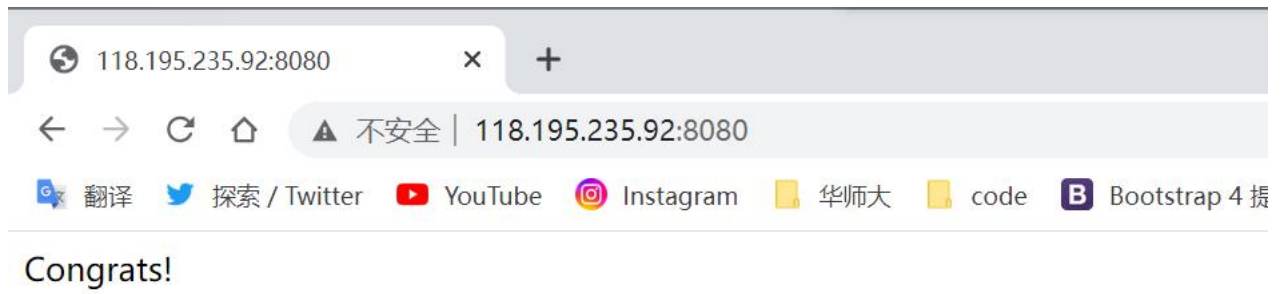 118.195.235.92:8080
不安全 118.195.235.92:8080
翻译 探索 / Twitter YouTube Instagram 华师大 code B Bootstrap 4 提
Congrats!